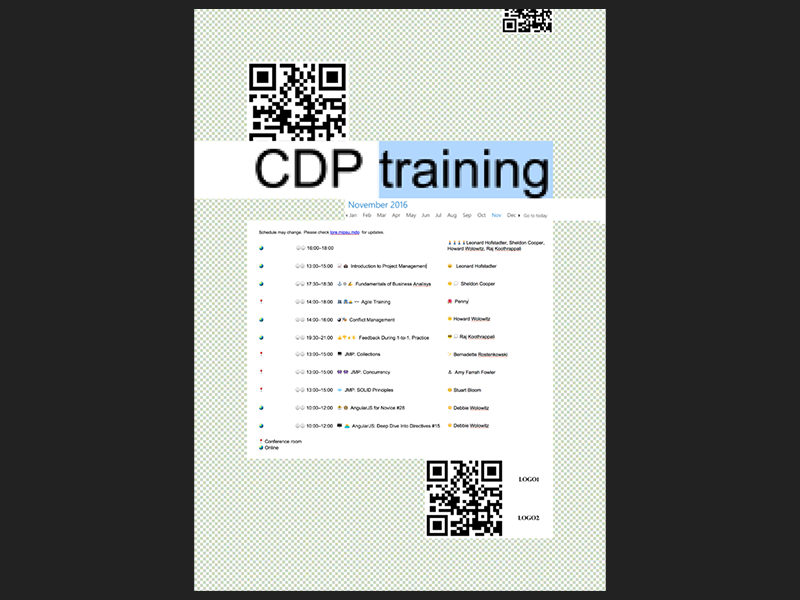 CDP training
November 2016
Jan Feb Mar Apr May Jun Jul Aug Sep Oct Nov Dec Go to today
Schedule may change. Please check for updates.
16:00–18:00 Leonard Hofstadter, Sheldon Cooper,
Howard Wolowitz, Raj Koothrappali
13:00–15:00 Introduction to Project Management Leonard Hofstadter
17:30–18:30 Fundamentals of Business Analisys Sheldon Cooper
14:00–18:00 Agile Training Penny
14:00–16:00 Conflict Management Howard Wolowitz
19:30–21:00 Feedback During 1-to-1. Practice Raj Koothrappali
13:00–15:00 JMP: Collections Bernadette Rostenkowski
13:00–15:00 JMP: Concurrency Amy Farrah Fowler
13:00–15:00 JMP: SOLID Principles Stuart Bloom
10:00–12:00 AngularJS for Novice #28 Debbie Wolowitz
10:00–12:00 AngularJS: Deep Dive Into Directives #15 Debbie Wolowitz
Conference room
Online
LOGO1
LOGO2